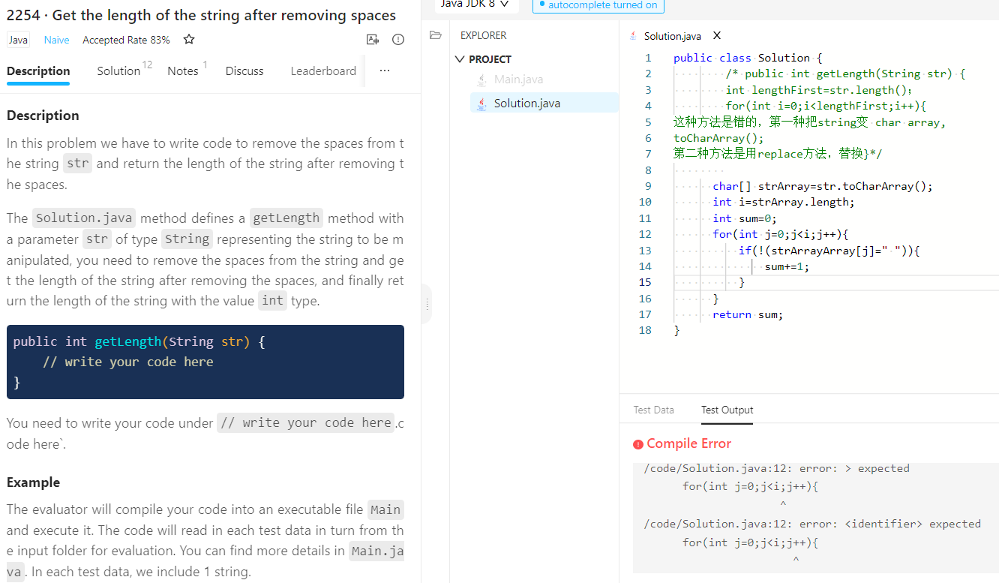 2254 · Get the length of the string after removing spaces
Java Naive Accepted Rate 83%
Description Solution 12 Notes 1 Discuss Leaderboard ...
Description
In this problem we have to write code to remove the spaces from t
he string str and return the length of the string after removing t
he spaces.
The Solution.java method defines a getLength method with
a parameter str of type String representing the string to be m
anipulated, you need to remove the spaces from the string and ge
t the length of the string after removing the spaces, and finally ret
urn the length of the string with the value int type.
public int getLength(String str) {
    // write your code here
}
You need to write your code under // write your code here.c
ode here`.
Example
The evaluator will compile your code into an executable file Main
and execute it. The code will read in each test data in turn from th
e input folder for evaluation. You can find more details in Main.ja
va. In each test data, we include 1 string.
Java JDK 8
autocomplete turned on
EXPLORER
PROJECT
Main.java
Solution.java
Solution.java X
1 public class Solution {
2 /* public int getLength(String str) {
3 int lengthFirst=str.length();
4 for(int i=0;i<lengthFirst;i++){
5 这种方法是错的，第一种把string变 char array,
6 toCharArray();
7 第二种方法是用replace方法，替换}*/
8
9 char[] strArray=str.toCharArray();
10 int i=strArray.length;
11 int sum=0;
12 for(int j=0;j<i;j++){
13 if(!(strArrayArray[j]=" ")){
14 sum+=1;
15 }
16 }
17 return sum;
18 }
Test Data Test Output
Compile Error
/code/Solution.java:12: error: > expected
for(int j=0;j<i;j++){
^
/code/Solution.java:12: error: <identifier> expected
for(int j=0;j<i;j++){
^